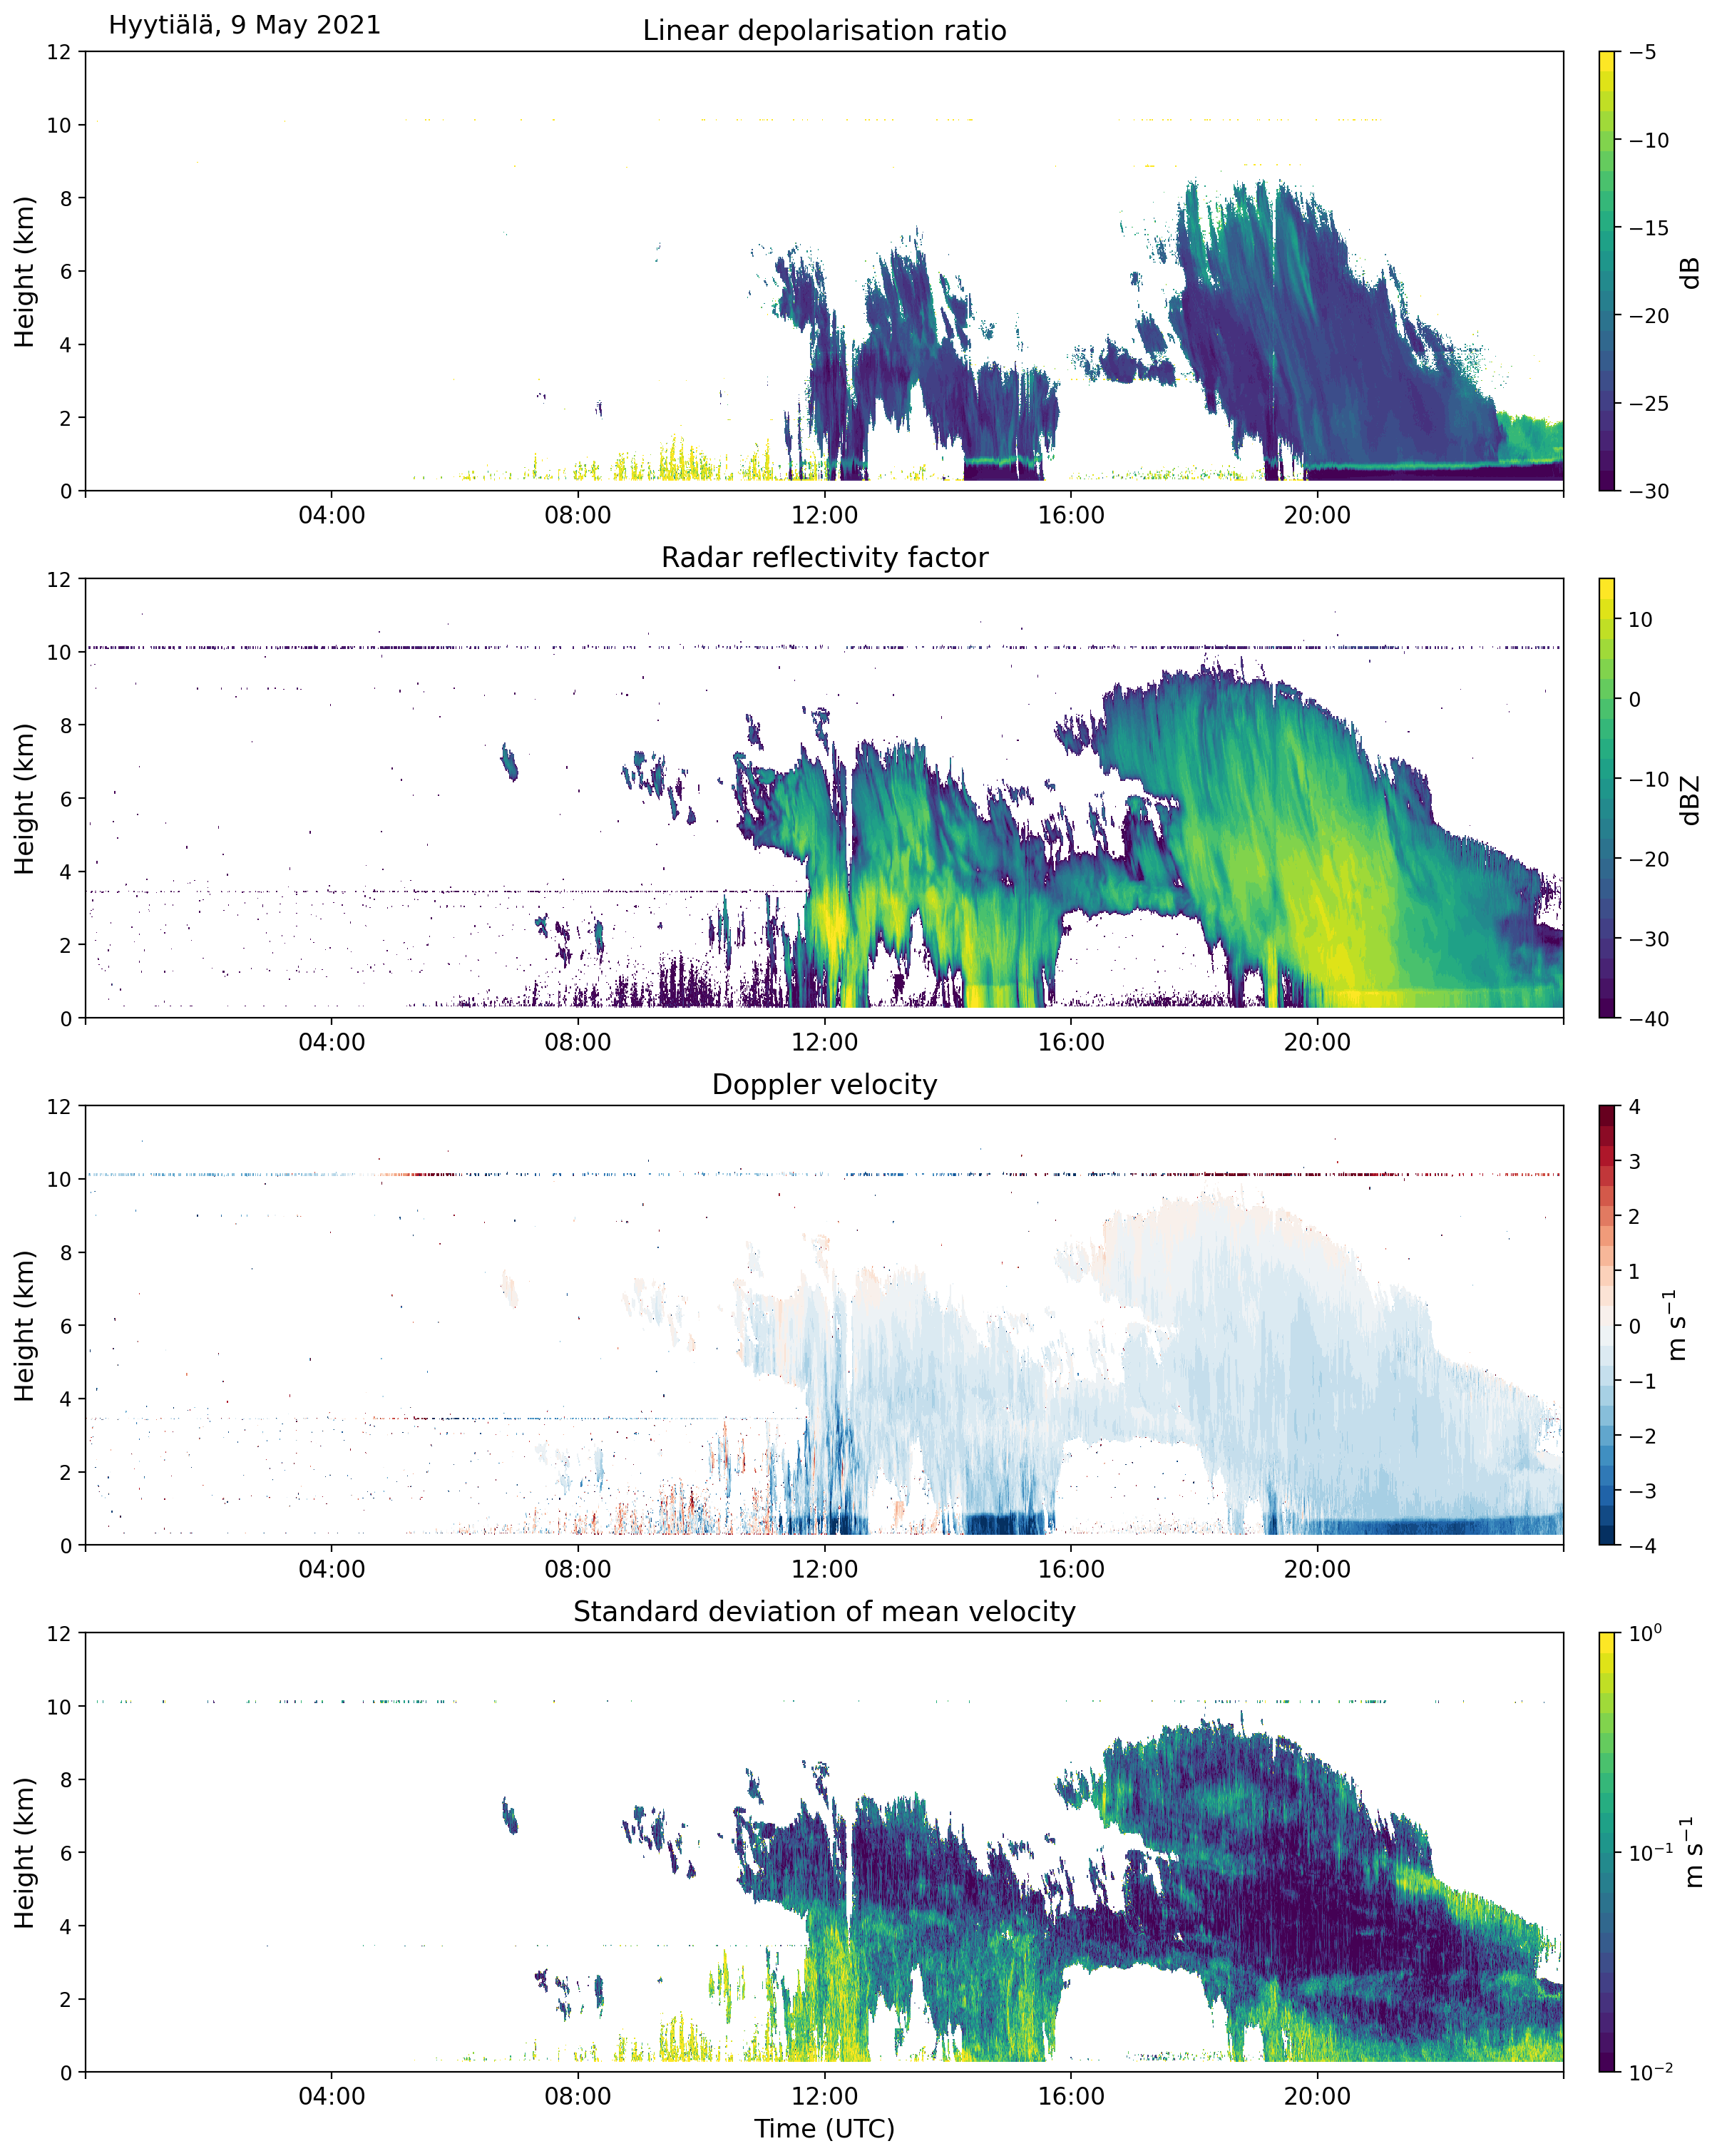 Hyytiälä, 9 May 2021
Linear depolarisation ratio
12
10
8
6
4
2
0
Height (km)
04:00 08:00 12:00 16:00 20:00
−5
−10
−15
−20
−25
−30
dB
Radar reflectivity factor
12
10
8
6
4
2
0
Height (km)
04:00 08:00 12:00 16:00 20:00
10
0
−10
−20
−30
−40
dBZ
Doppler velocity
12
10
8
6
4
2
0
Height (km)
04:00 08:00 12:00 16:00 20:00
4
3
2
1
0
−1
−2
−3
−4
m s⁻¹
Standard deviation of mean velocity
12
10
8
6
4
2
0
Height (km)
04:00 08:00 12:00 16:00 20:00
Time (UTC)
10⁰
10⁻¹
10⁻²
m s⁻¹